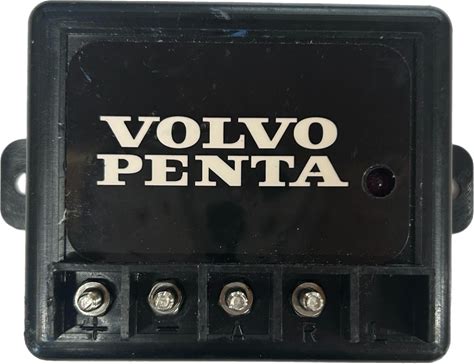 VOLVO
PENTA
+ - A R L